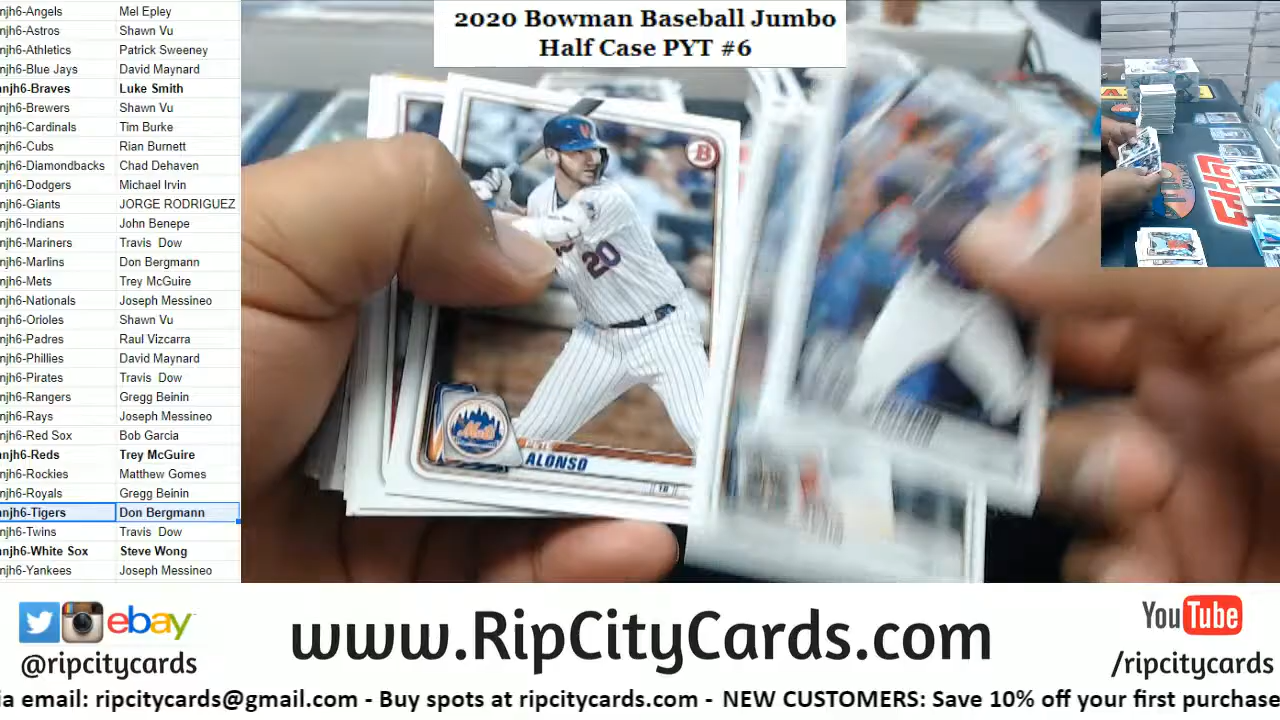 njh6-Angels Mel Epley
njh6-Astros Shawn Vu
njh6-Athletics Patrick Sweeney
njh6-Blue Jays David Maynard
njh6-Braves Luke Smith
njh6-Brewers Shawn Vu
njh6-Cardinals Tim Burke
njh6-Cubs Rian Burnett
njh6-Diamondbacks Chad Dehaven
njh6-Dodgers Michael Irvin
njh6-Giants JORGE RODRIGUEZ
njh6-Indians John Benepe
njh6-Mariners Travis Dow
njh6-Marlins Don Bergmann
njh6-Mets Trey McGuire
njh6-Nationals Joseph Messineo
njh6-Orioles Shawn Vu
njh6-Padres Raul Vizcarra
njh6-Phillies David Maynard
njh6-Pirates Travis Dow
njh6-Rangers Gregg Beinin
njh6-Rays Joseph Messineo
njh6-Red Sox Bob Garcia
njh6-Reds Trey McGuire
njh6-Rockies Matthew Gomes
njh6-Royals Gregg Beinin
njh6-Tigers Don Bergmann
njh6-Twins Travis Dow
njh6-White Sox Steve Wong
njh6-Yankees Joseph Messineo
2020 Bowman Baseball Jumbo
Half Case PYT #6
B
20
Mets
PETE
ALONSO
1B
ebay
@ripcitycards
www.RipCityCards.com
YouTube
/ripcitycards
ia email: ripcitycards@gmail.com - Buy spots at ripcitycards.com - NEW CUSTOMERS: Save 10% off your first purchase